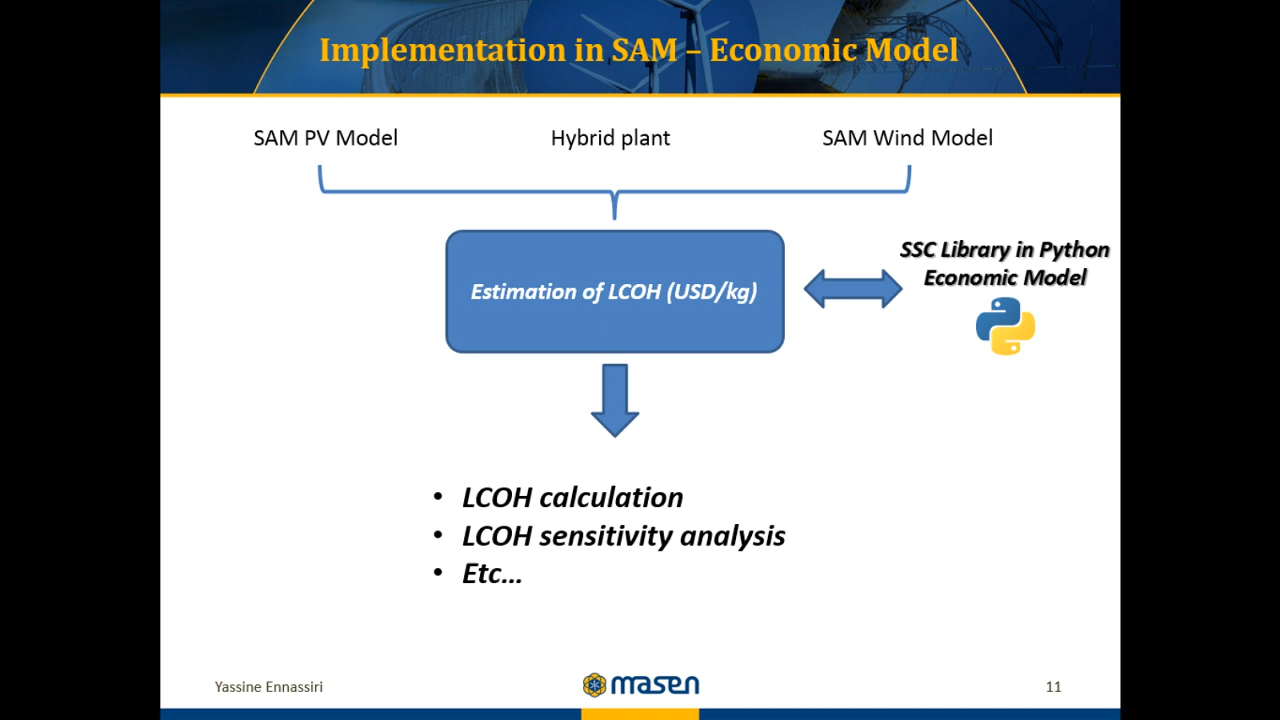 Implementation in SAM – Economic Model
SAM PV Model
Hybrid plant
SAM Wind Model
Estimation of LCOH (USD/kg)
SSC Library in Python
Economic Model
• LCOH calculation
• LCOH sensitivity analysis
• Etc...
Yassine Ennassiri
masen
11